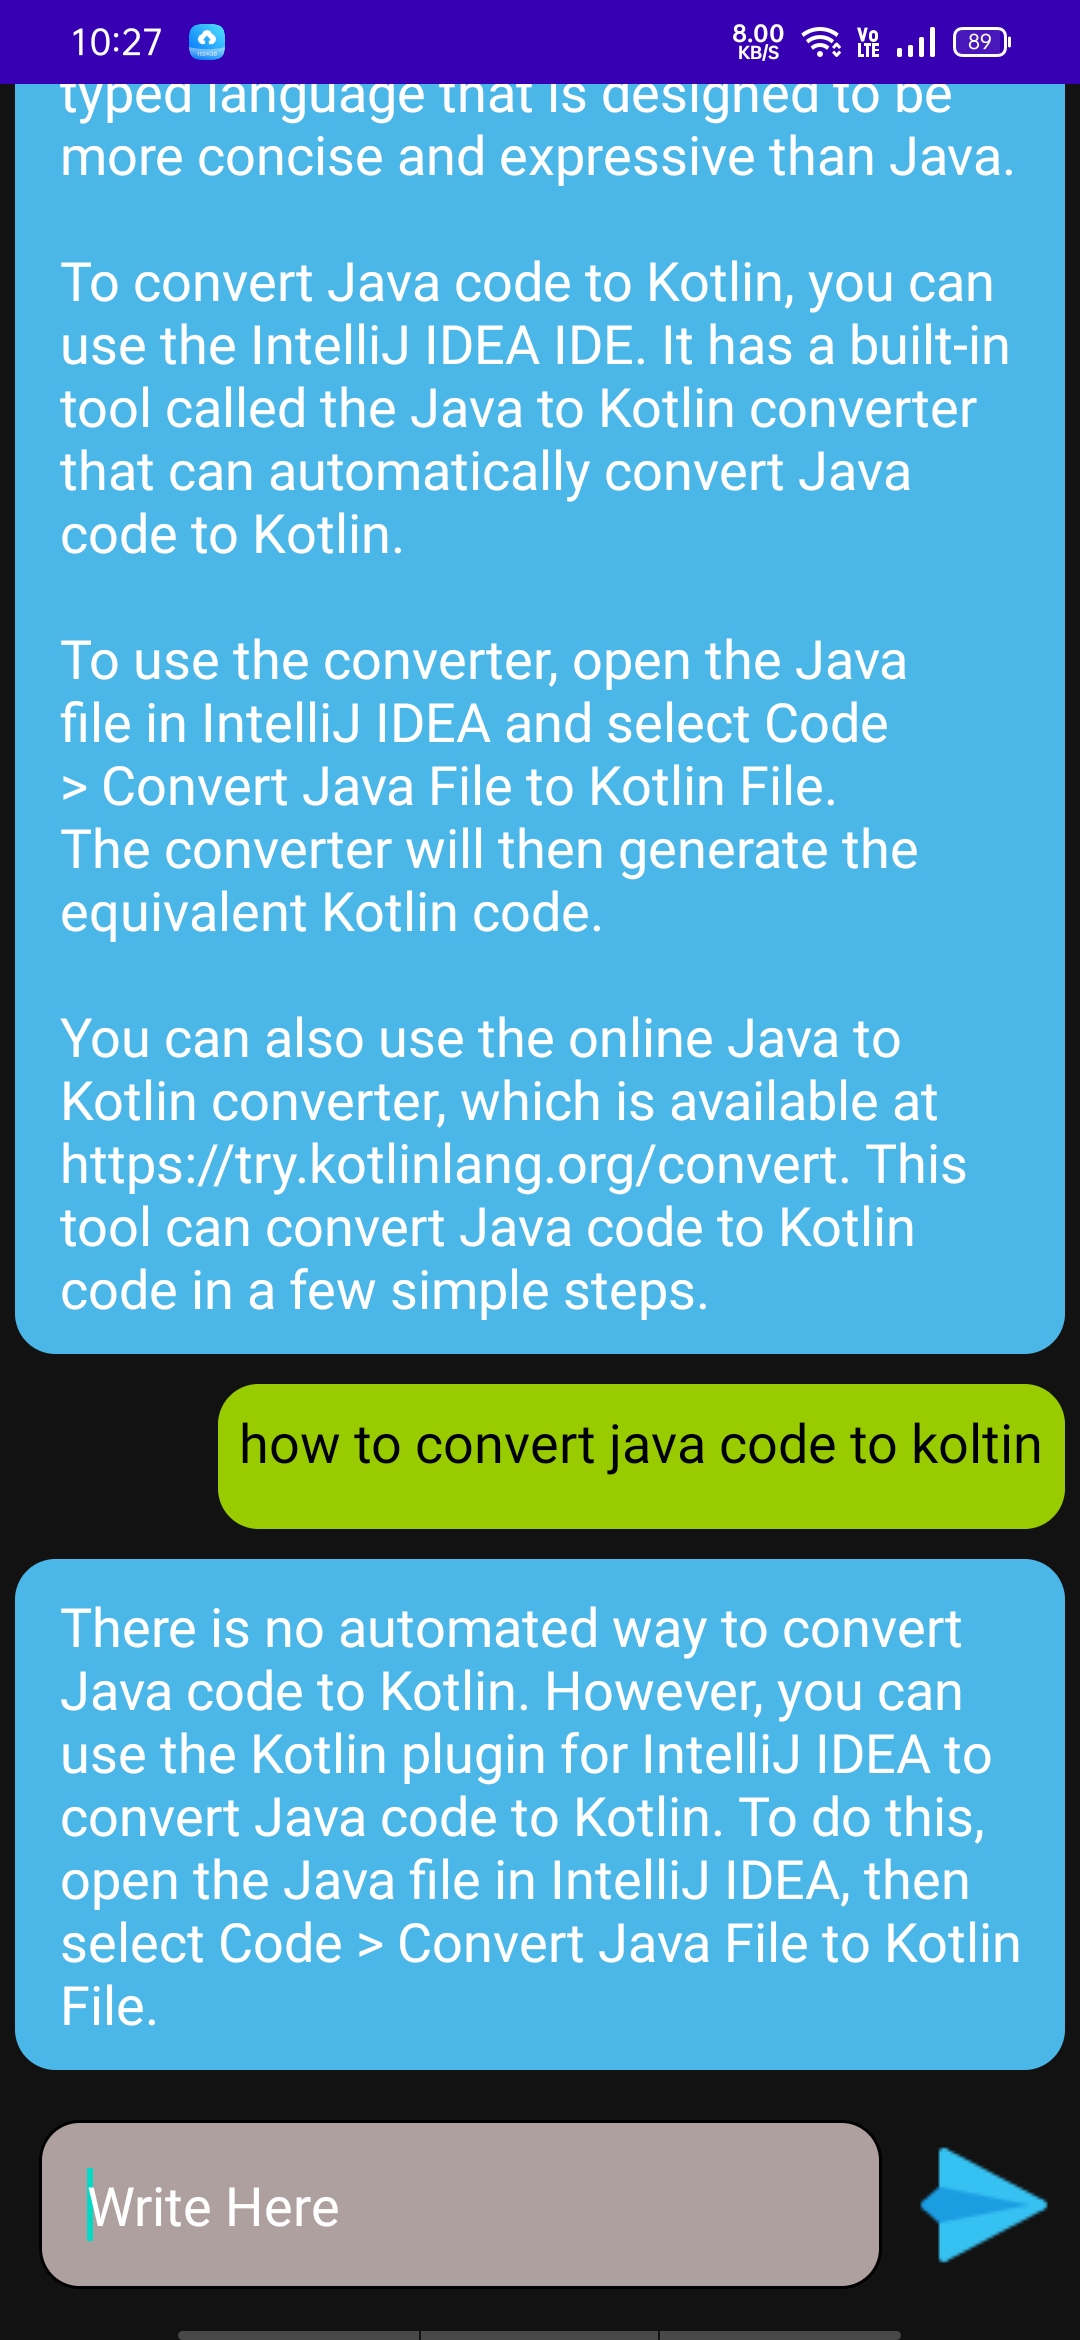 10:27
8.00
KB/S
Vo
LTE
89
typed language that is designed to be
more concise and expressive than Java.
To convert Java code to Kotlin, you can
use the IntelliJ IDEA IDE. It has a built-in
tool called the Java to Kotlin converter
that can automatically convert Java
code to Kotlin.
To use the converter, open the Java
file in IntelliJ IDEA and select Code
> Convert Java File to Kotlin File.
The converter will then generate the
equivalent Kotlin code.
You can also use the online Java to
Kotlin converter, which is available at
https://try.kotlinlang.org/convert. This
tool can convert Java code to Kotlin
code in a few simple steps.
how to convert java code to koltin
There is no automated way to convert
Java code to Kotlin. However, you can
use the Kotlin plugin for IntelliJ IDEA to
convert Java code to Kotlin. To do this,
open the Java file in IntelliJ IDEA, then
select Code > Convert Java File to Kotlin
File.
Write Here